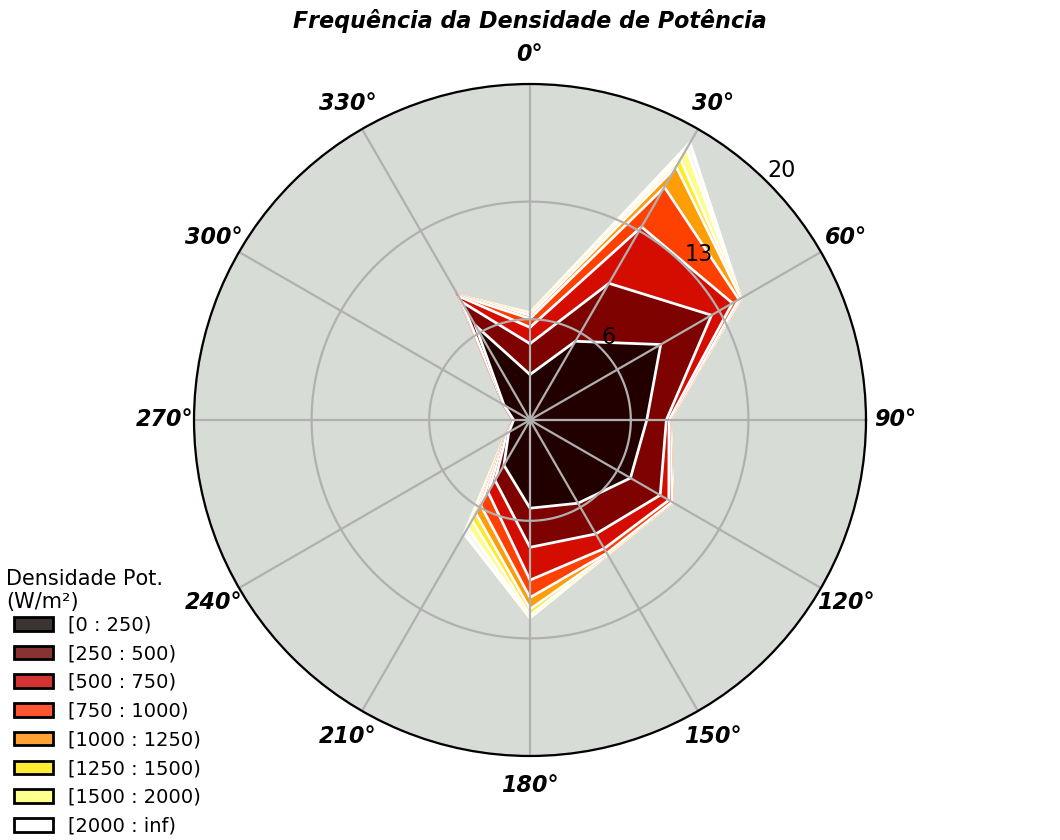 Frequência da Densidade de Potência
0°
330°
30°
20
300°
60°
13
6
270°
90°
240°
120°
210°
150°
180°
Densidade Pot.
(W/m²)
[0 : 250)
[250 : 500)
[500 : 750)
[750 : 1000)
[1000 : 1250)
[1250 : 1500)
[1500 : 2000)
[2000 : inf)